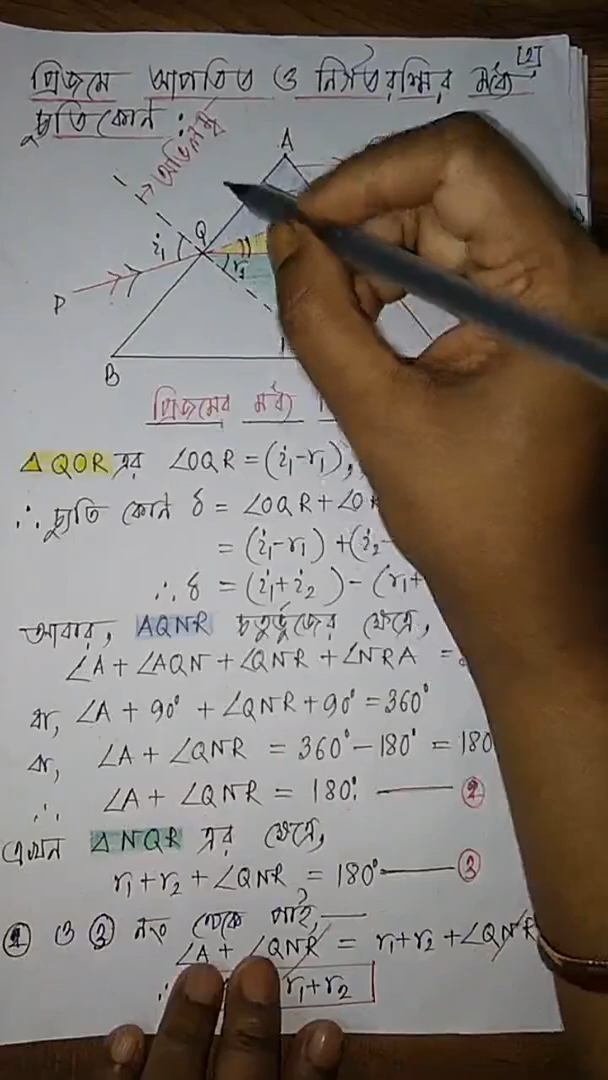 প্রিজমে আপতিত ও নির্গত রশ্মির মধ্যে [2]
চ্যুতি কোন :
→ অভিলম্ব
A
Q
i₁
r₁
P
B
প্রিজমের মধ্যে
△QOR এর ∠OQR = (i₁-r₁),
∴ চ্যুতি কোন δ = ∠OQR + ∠O
= (i₁-r₁) + (i₂-
∴ δ = (i₁+i₂) - (r₁+
আবার, AQNR চতুর্ভুজের ক্ষেত্রে,
∠A + ∠AQN + ∠QNR + ∠NRA =
বা, ∠A + 90° + ∠QNR + 90° = 360°
বা, ∠A + ∠QNR = 360° - 180° = 180
∴ ∠A + ∠QNR = 180° —— ②
এখন △NQR এর ক্ষেত্রে,
r₁ + r₂ + ∠QNR = 180° —— ③
② ও ③ নং থেকে পাই, —
∠A + ∠QNR = r₁ + r₂ + ∠QNR
∴ r₁ + r₂